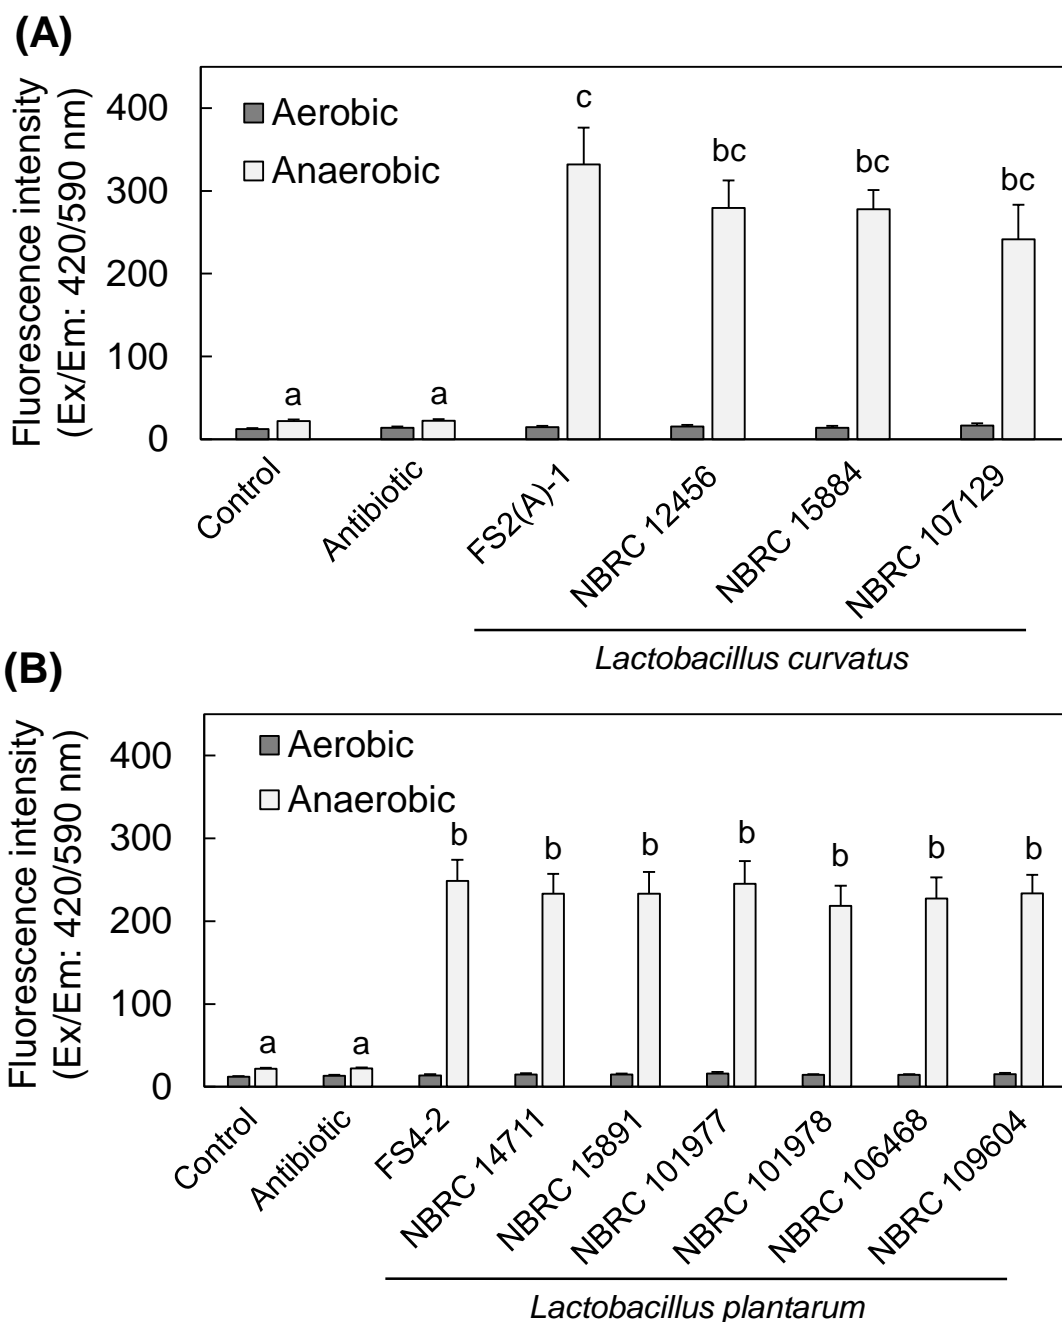 (A)
Fluorescence intensity
(Ex/Em: 420/590 nm)
400
300
200
100
0
Aerobic
Anaerobic
a
a
c
bc
bc
bc
Control
Antibiotic
FS2(A)-1
NBRC 12456
NBRC 15884
NBRC 107129
Lactobacillus curvatus
(B)
Fluorescence intensity
(Ex/Em: 420/590 nm)
400
300
200
100
0
Aerobic
Anaerobic
a
a
b
b
b
b
b
b
b
Control
Antibiotic
FS4-2
NBRC 14711
NBRC 15891
NBRC 101977
NBRC 101978
NBRC 106468
NBRC 109604
Lactobacillus plantarum